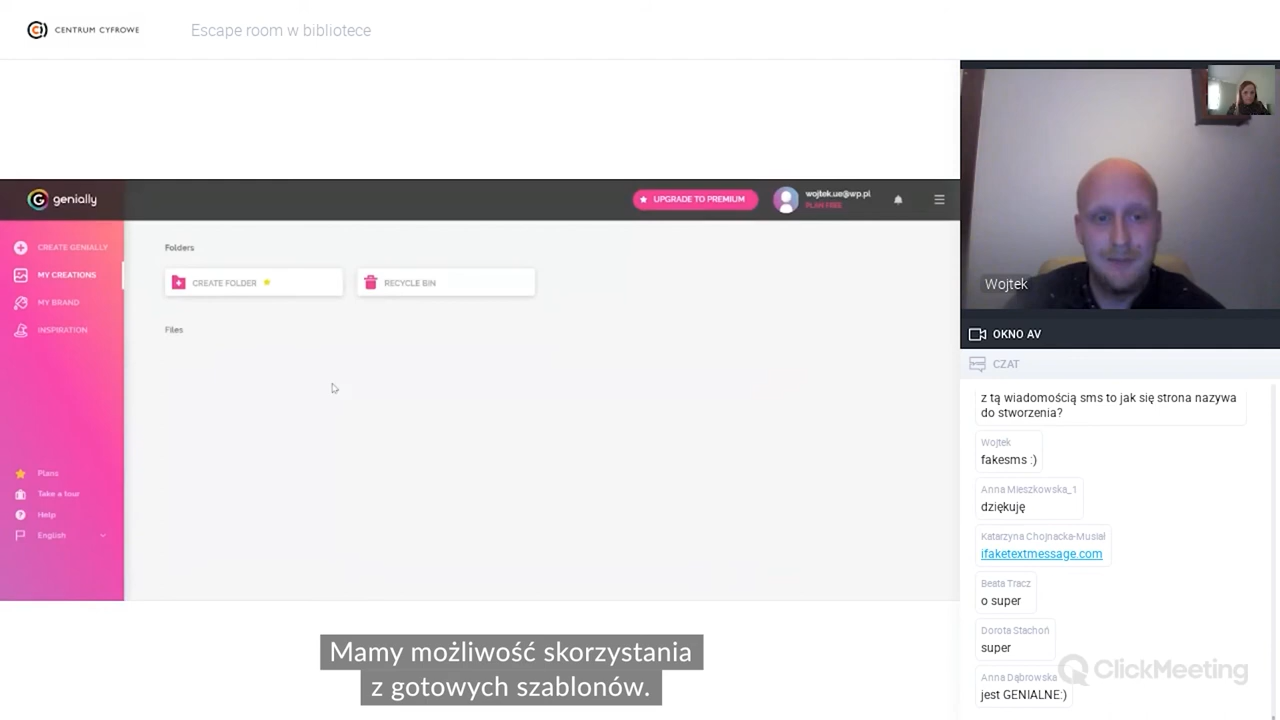 CENTRUM CYFROWE
Escape room w bibliotece
genially
UPGRADE TO PREMIUM
wojtek.ue@wp.pl
PLAN FREE
CREATE GENIALLY
MY CREATIONS
MY BRAND
INSPIRATION
Folders
CREATE FOLDER
RECYCLE BIN
Files
Plans
Take a tour
Help
English
Wojtek
OKNO AV
CZAT
z tą wiadomością sms to jak się strona nazywa
do stworzenia?
Wojtek
fakesms :)
Anna Mieszkowska_1
dziękuję
Katarzyna Chojnacka-Musiał
ifaketextmessage.com
Beata Tracz
o super
Dorota Stachoń
super
Anna Dąbrowska
jest GENIALNE:)
ClickMeeting
Mamy możliwość skorzystania
z gotowych szablonów.